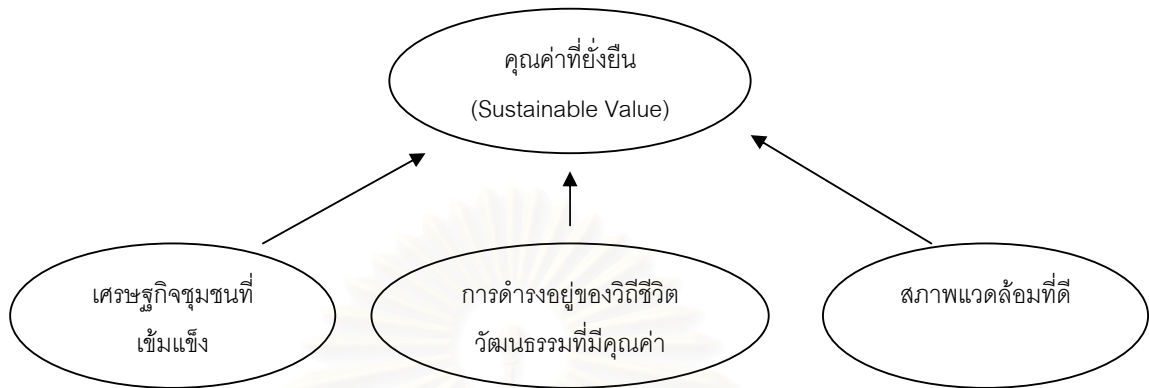 คุณค่าที่ยั่งยืน
(Sustainable Value)
เศรษฐกิจชุมชนที่
เข้มแข็ง
การดำรงอยู่ของวิถีชีวิต
วัฒนธรรมที่มีคุณค่า
สภาพแวดล้อมที่ดี